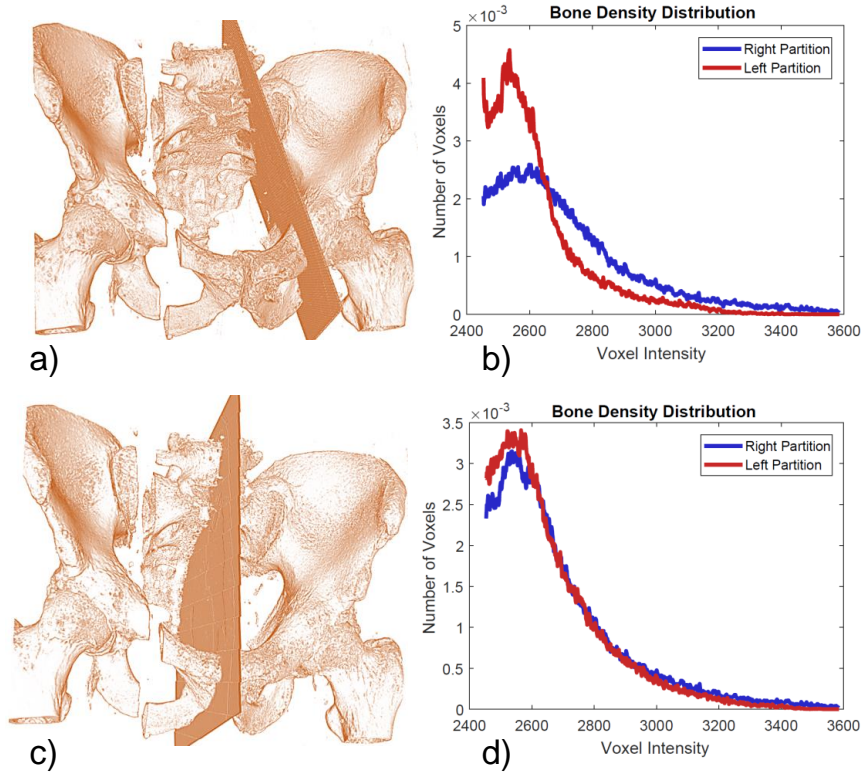 a)
Bone Density Distribution
×10⁻³
5
4
3
2
1
0
Number of Voxels
Right Partition
Left Partition
2400 2600 2800 3000 3200 3400 3600
Voxel Intensity
b)
c)
Bone Density Distribution
×10⁻³
3.5
3
2.5
2
1.5
1
0.5
0
Number of Voxels
Right Partition
Left Partition
2400 2600 2800 3000 3200 3400 3600
Voxel Intensity
d)